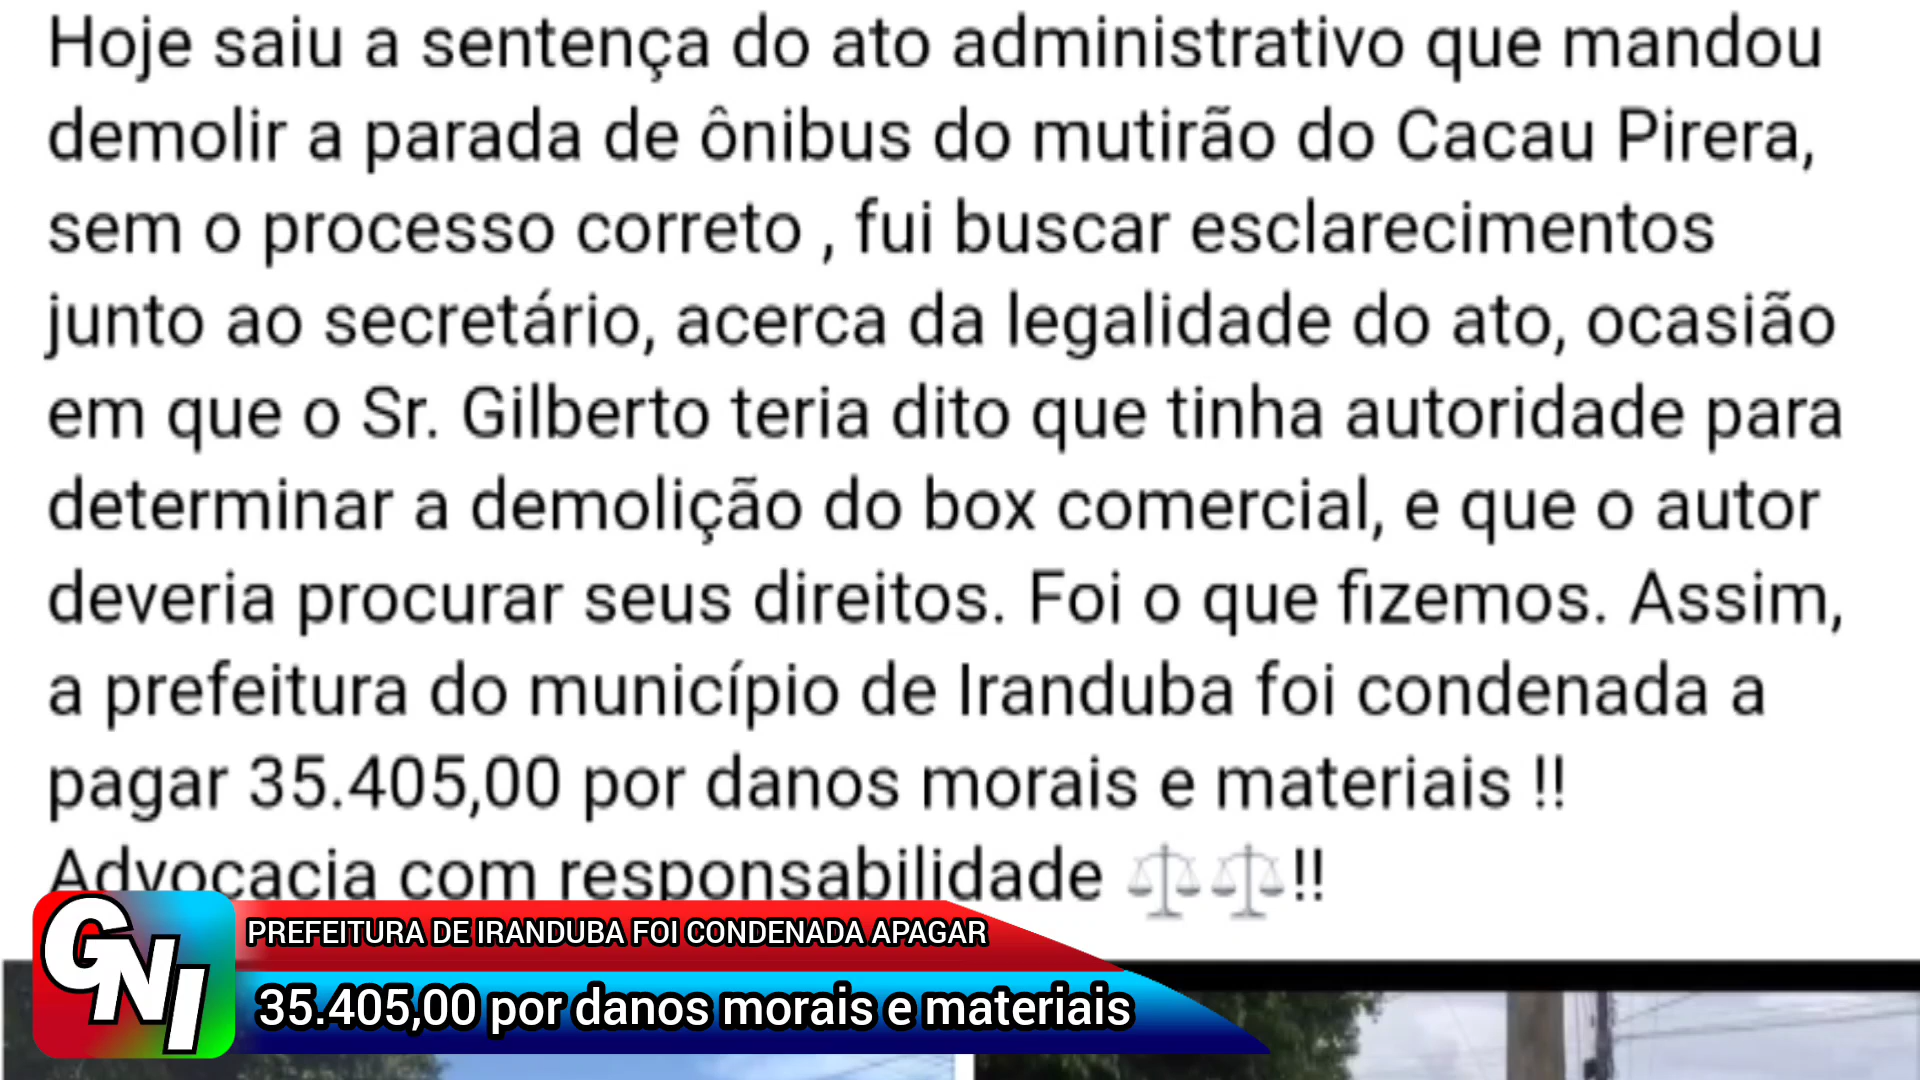 Hoje saiu a sentença do ato administrativo que mandou
demolir a parada de ônibus do mutirão do Cacau Pirera,
sem o processo correto , fui buscar esclarecimentos
junto ao secretário, acerca da legalidade do ato, ocasião
em que o Sr. Gilberto teria dito que tinha autoridade para
determinar a demolição do box comercial, e que o autor
deveria procurar seus direitos. Foi o que fizemos. Assim,
a prefeitura do município de Iranduba foi condenada a
pagar 35.405,00 por danos morais e materiais !!
Advocacia com responsabilidade ⚖️⚖️!!
GNI
PREFEITURA DE IRANDUBA FOI CONDENADA APAGAR
35.405,00 por danos morais e materiais